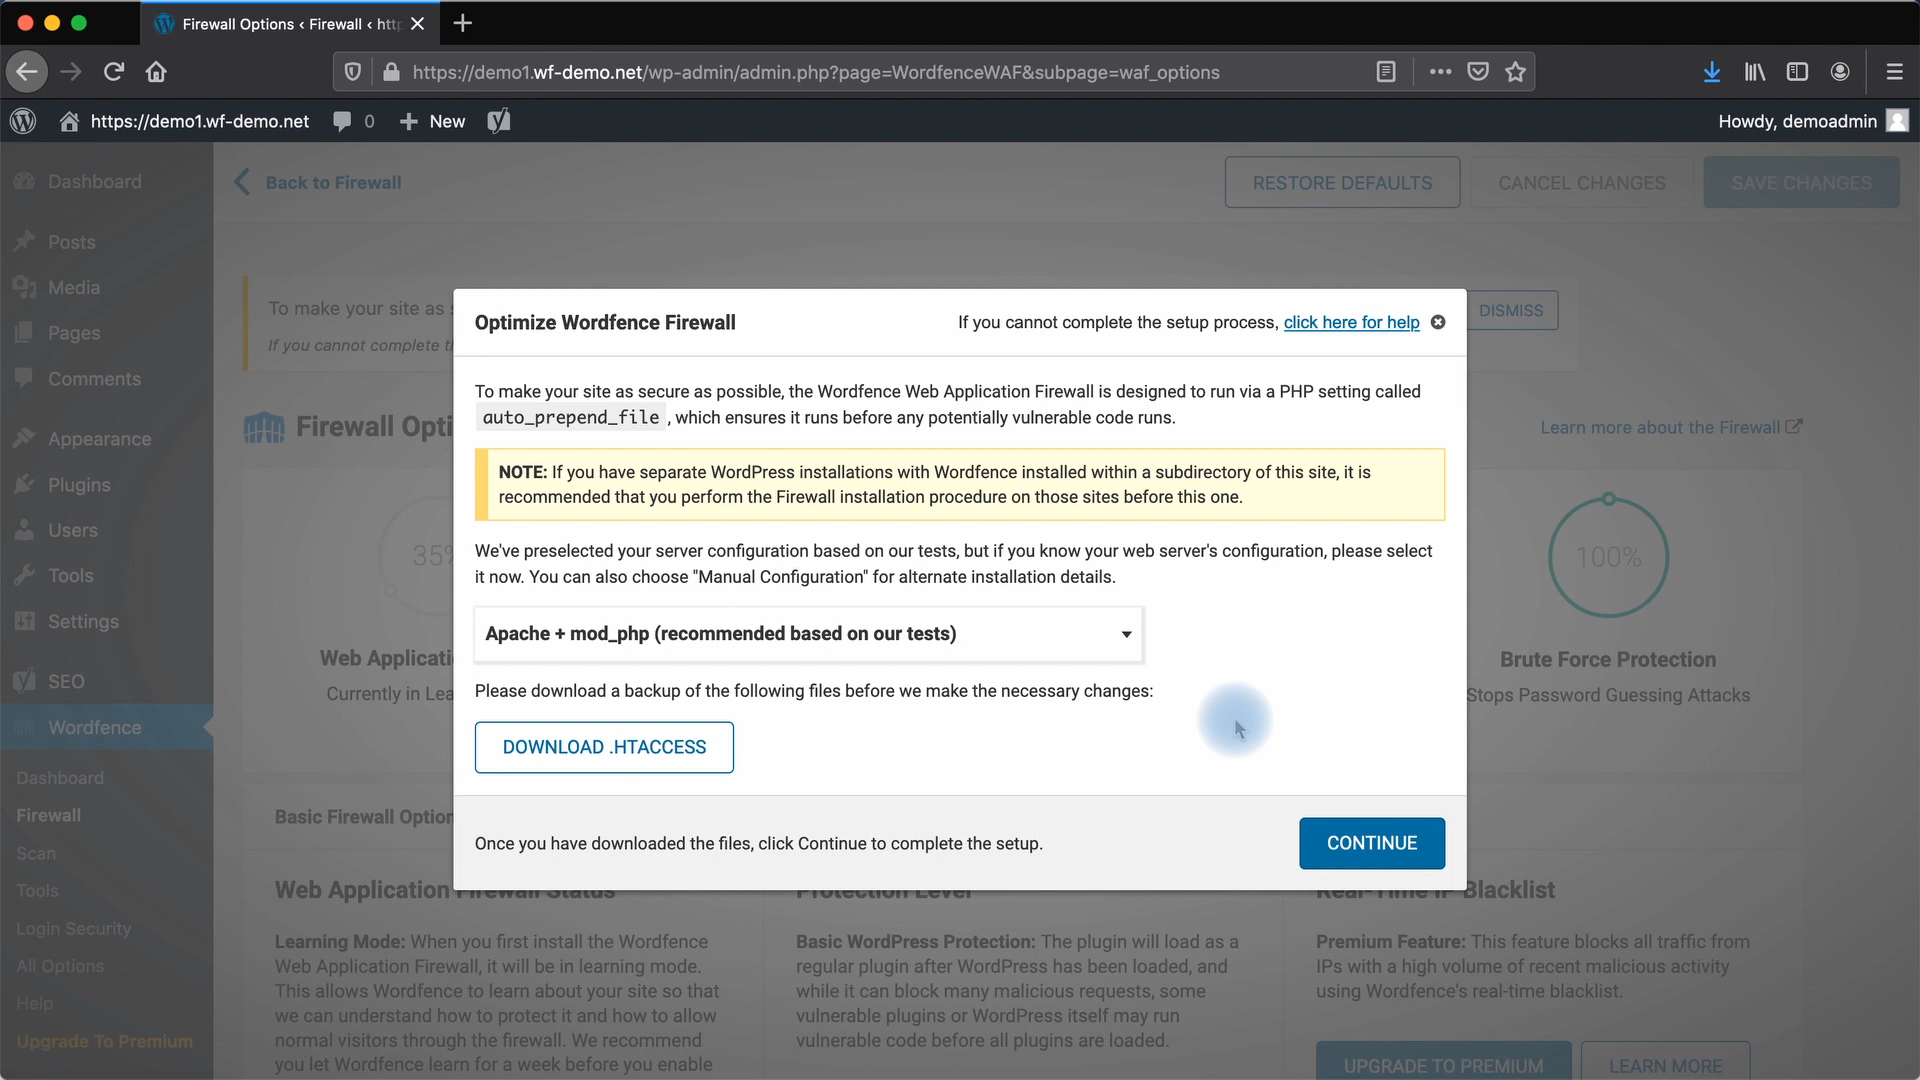 Firewall Options ‹ Firewall ‹ http
https://demo1.wf-demo.net/wp-admin/admin.php?page=WordfenceWAF&subpage=waf_options
https://demo1.wf-demo.net
0
New
Howdy, demoadmin
Dashboard
Posts
Media
Pages
Comments
Appearance
Plugins
Users
Tools
Settings
SEO
Wordfence
Dashboard
Firewall
Scan
Tools
Login Security
All Options
Help
Upgrade To Premium
Back to Firewall
RESTORE DEFAULTS
CANCEL CHANGES
SAVE CHANGES
To make your site as s
If you cannot complete
DISMISS
Firewall Opti
Learn more about the Firewall
35%
Web Applicati
Currently in Lea
100%
Brute Force Protection
Stops Password Guessing Attacks
Optimize Wordfence Firewall
If you cannot complete the setup process, click here for help
To make your site as secure as possible, the Wordfence Web Application Firewall is designed to run via a PHP setting called
auto_prepend_file , which ensures it runs before any potentially vulnerable code runs.
NOTE: If you have separate WordPress installations with Wordfence installed within a subdirectory of this site, it is
recommended that you perform the Firewall installation procedure on those sites before this one.
We've preselected your server configuration based on our tests, but if you know your web server's configuration, please select
it now. You can also choose "Manual Configuration" for alternate installation details.
Apache + mod_php (recommended based on our tests)
Please download a backup of the following files before we make the necessary changes:
DOWNLOAD .HTACCESS
Once you have downloaded the files, click Continue to complete the setup.
CONTINUE
Basic Firewall Option
Web Application Firewall Status
Learning Mode: When you first install the Wordfence
Web Application Firewall, it will be in learning mode.
This allows Wordfence to learn about your site so that
we can understand how to protect it and how to allow
normal visitors through the firewall. We recommend
you let Wordfence learn for a week before you enable
Protection Level
Basic WordPress Protection: The plugin will load as a
regular plugin after WordPress has been loaded, and
while it can block many malicious requests, some
vulnerable plugins or WordPress itself may run
vulnerable code before all plugins are loaded.
Real-Time IP Blacklist
Premium Feature: This feature blocks all traffic from
IPs with a high volume of recent malicious activity
using Wordfence's real-time blacklist.
UPGRADE TO PREMIUM
LEARN MORE